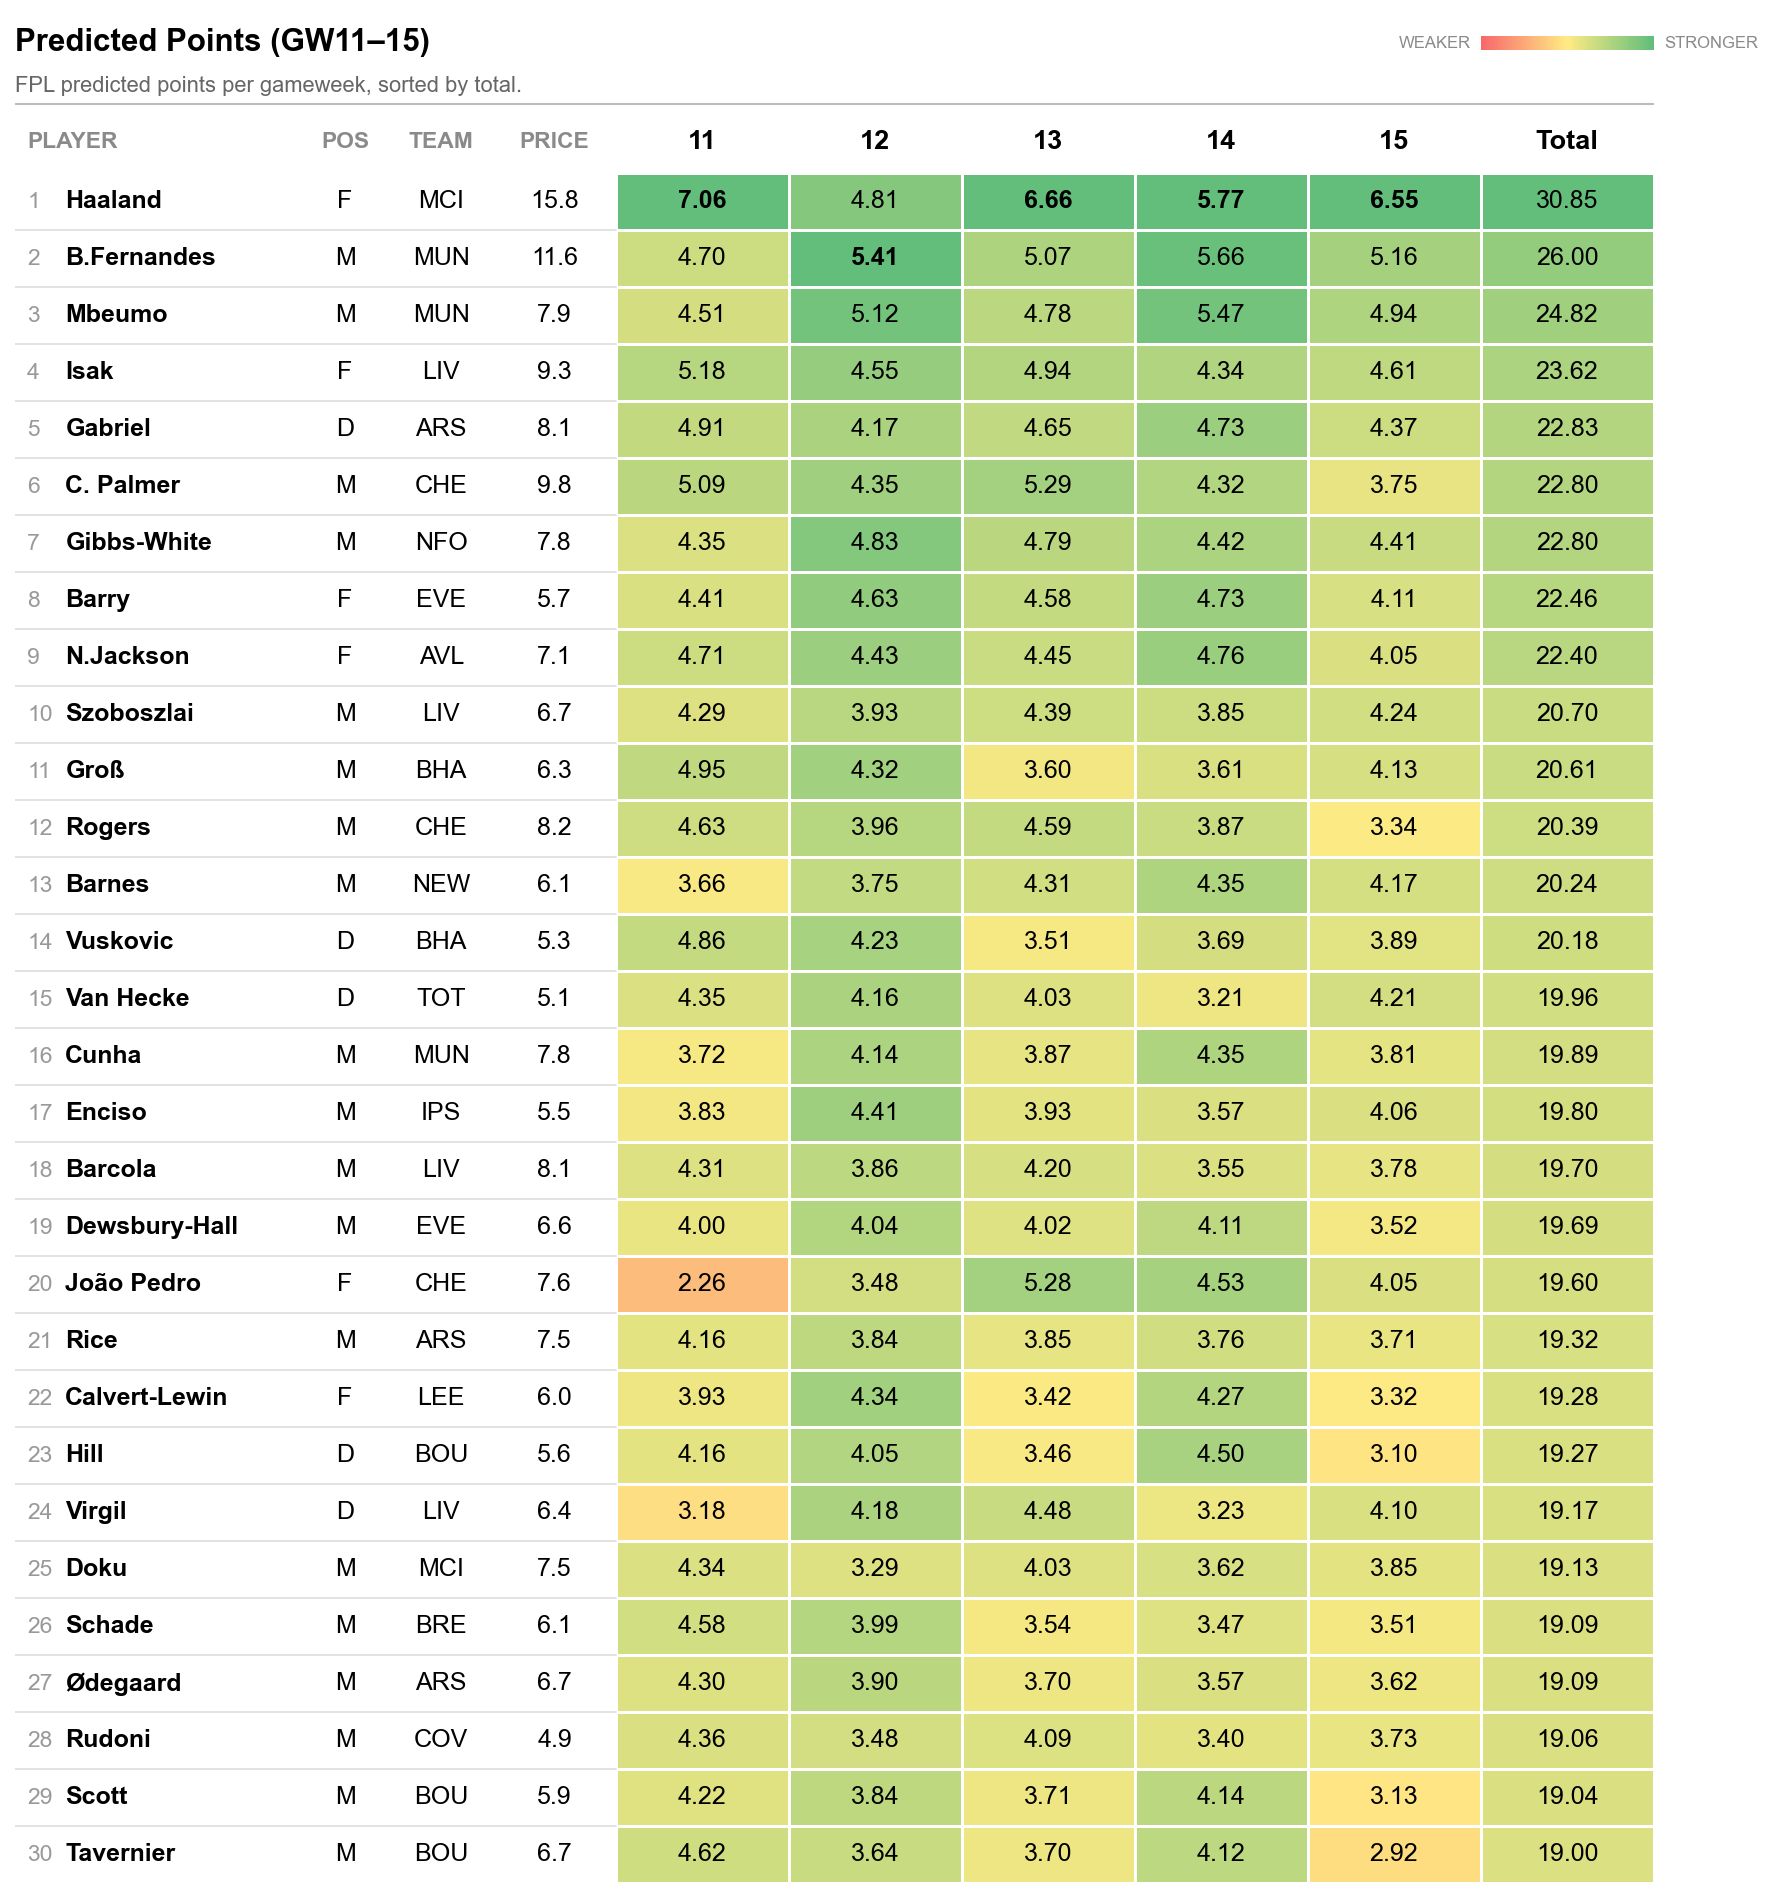 Predicted Points (GW11–15)
WEAKER STRONGER
FPL predicted points per gameweek, sorted by total.
PLAYER POS TEAM PRICE 11 12 13 14 15 Total
1 Haaland F MCI 15.8 7.06 4.81 6.66 5.77 6.55 30.85
2 B.Fernandes M MUN 11.6 4.70 5.41 5.07 5.66 5.16 26.00
3 Mbeumo M MUN 7.9 4.51 5.12 4.78 5.47 4.94 24.82
4 Isak F LIV 9.3 5.18 4.55 4.94 4.34 4.61 23.62
5 Gabriel D ARS 8.1 4.91 4.17 4.65 4.73 4.37 22.83
6 C. Palmer M CHE 9.8 5.09 4.35 5.29 4.32 3.75 22.80
7 Gibbs-White M NFO 7.8 4.35 4.83 4.79 4.42 4.41 22.80
8 Barry F EVE 5.7 4.41 4.63 4.58 4.73 4.11 22.46
9 N.Jackson F AVL 7.1 4.71 4.43 4.45 4.76 4.05 22.40
10 Szoboszlai M LIV 6.7 4.29 3.93 4.39 3.85 4.24 20.70
11 Groß M BHA 6.3 4.95 4.32 3.60 3.61 4.13 20.61
12 Rogers M CHE 8.2 4.63 3.96 4.59 3.87 3.34 20.39
13 Barnes M NEW 6.1 3.66 3.75 4.31 4.35 4.17 20.24
14 Vuskovic D BHA 5.3 4.86 4.23 3.51 3.69 3.89 20.18
15 Van Hecke D TOT 5.1 4.35 4.16 4.03 3.21 4.21 19.96
16 Cunha M MUN 7.8 3.72 4.14 3.87 4.35 3.81 19.89
17 Enciso M IPS 5.5 3.83 4.41 3.93 3.57 4.06 19.80
18 Barcola M LIV 8.1 4.31 3.86 4.20 3.55 3.78 19.70
19 Dewsbury-Hall M EVE 6.6 4.00 4.04 4.02 4.11 3.52 19.69
20 João Pedro F CHE 7.6 2.26 3.48 5.28 4.53 4.05 19.60
21 Rice M ARS 7.5 4.16 3.84 3.85 3.76 3.71 19.32
22 Calvert-Lewin F LEE 6.0 3.93 4.34 3.42 4.27 3.32 19.28
23 Hill D BOU 5.6 4.16 4.05 3.46 4.50 3.10 19.27
24 Virgil D LIV 6.4 3.18 4.18 4.48 3.23 4.10 19.17
25 Doku M MCI 7.5 4.34 3.29 4.03 3.62 3.85 19.13
26 Schade M BRE 6.1 4.58 3.99 3.54 3.47 3.51 19.09
27 Ødegaard M ARS 6.7 4.30 3.90 3.70 3.57 3.62 19.09
28 Rudoni M COV 4.9 4.36 3.48 4.09 3.40 3.73 19.06
29 Scott M BOU 5.9 4.22 3.84 3.71 4.14 3.13 19.04
30 Tavernier M BOU 6.7 4.62 3.64 3.70 4.12 2.92 19.00